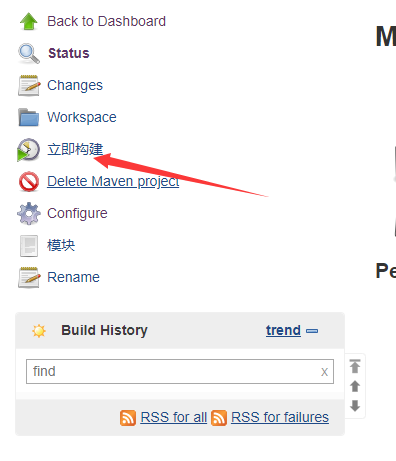 Back to Dashboard
M
Status
Changes
Workspace
立即构建
Delete Maven project
Configure
模块
Pe
Rename
Build History
trend
find
x
RSS for all
RSS for failures